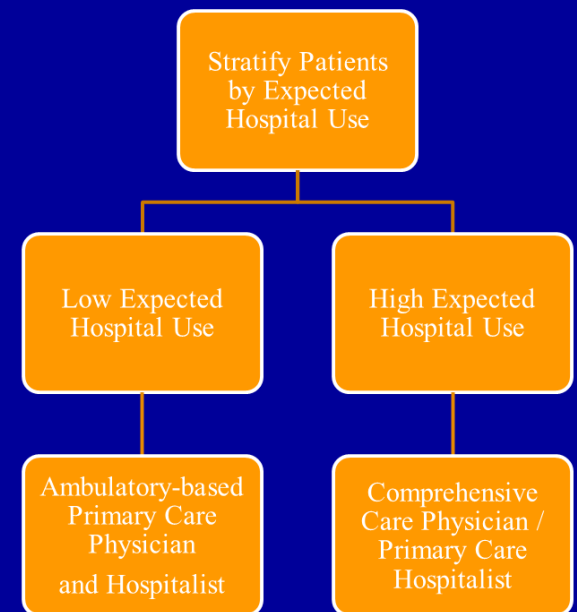 Stratify Patients
by Expected
Hospital Use
Low Expected
Hospital Use
High Expected
Hospital Use
Ambulatory-based
Primary Care
Physician
and Hospitalist
Comprehensive
Care Physician /
Primary Care
Hospitalist